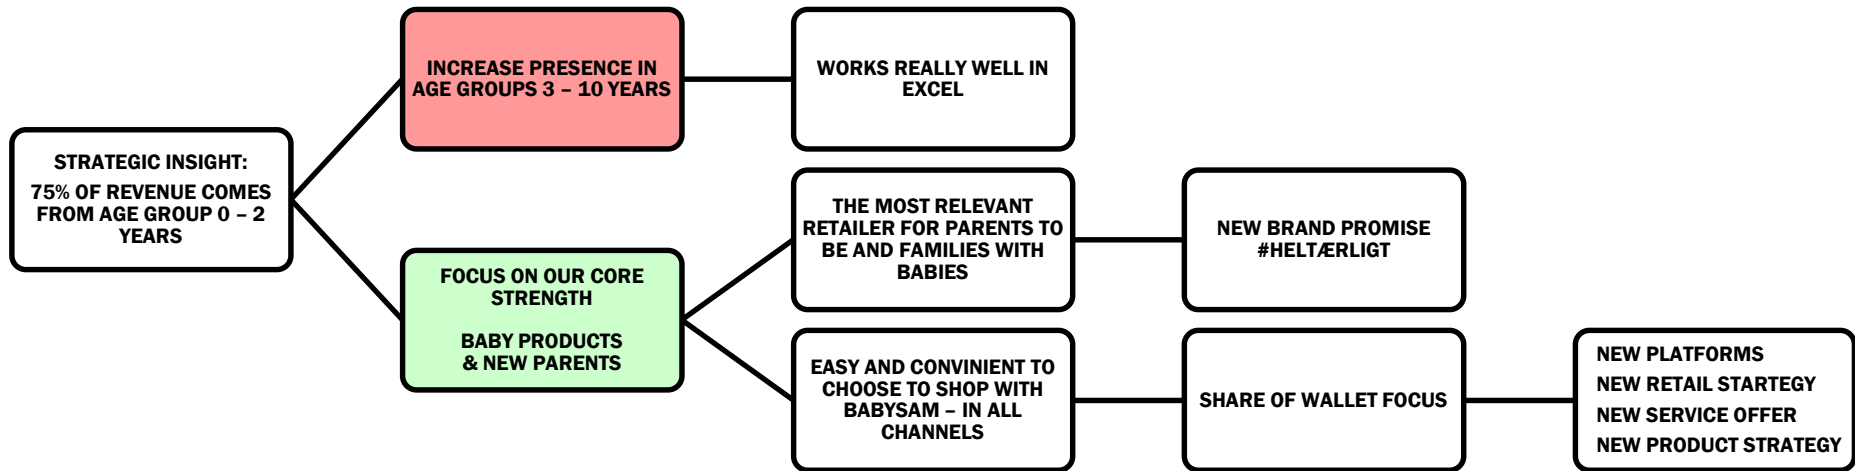 STRATEGIC INSIGHT:
75% OF REVENUE COMES
FROM AGE GROUP 0 – 2
YEARS
INCREASE PRESENCE IN
AGE GROUPS 3 – 10 YEARS
WORKS REALLY WELL IN
EXCEL
FOCUS ON OUR CORE
STRENGTH
BABY PRODUCTS
& NEW PARENTS
THE MOST RELEVANT
RETAILER FOR PARENTS TO
BE AND FAMILIES WITH
BABIES
NEW BRAND PROMISE
#HELTÆRLIGT
EASY AND CONVINIENT TO
CHOOSE TO SHOP WITH
BABYSAM – IN ALL
CHANNELS
SHARE OF WALLET FOCUS
NEW PLATFORMS
NEW RETAIL STARTEGY
NEW SERVICE OFFER
NEW PRODUCT STRATEGY